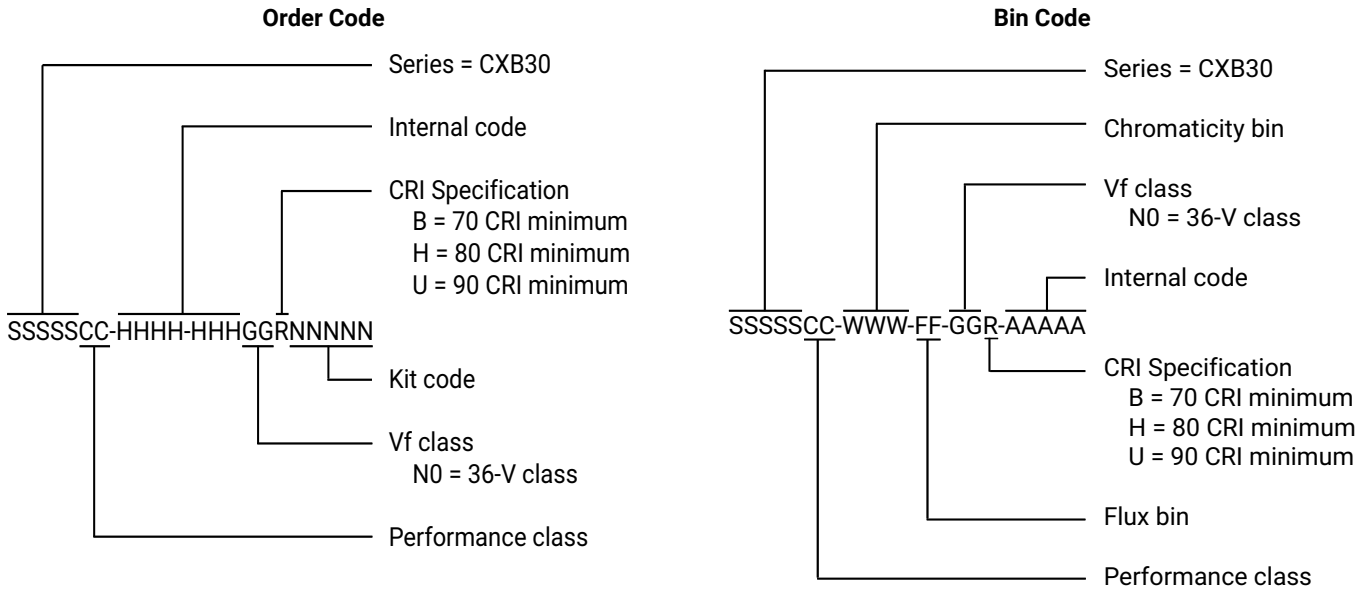 Order Code
Series = CXB30
Internal code
CRI Specification
B = 70 CRI minimum
H = 80 CRI minimum
U = 90 CRI minimum
SSSSSCC-HHHH-HHHGGRNNNNN
Kit code
Vf class
N0 = 36-V class
Performance class
Bin Code
Series = CXB30
Chromaticity bin
Vf class
N0 = 36-V class
Internal code
SSSSSCC-WWW-FF-GGR-AAAAA
CRI Specification
B = 70 CRI minimum
H = 80 CRI minimum
U = 90 CRI minimum
Flux bin
Performance class